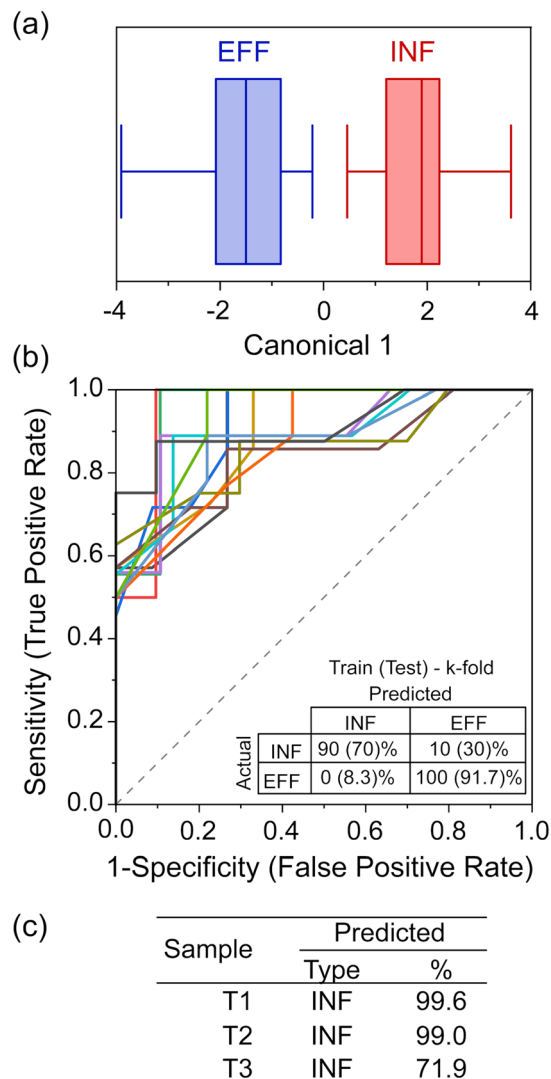 (a)
EFF INF
-4 -2 0 2 4
Canonical 1
(b)
1.0
0.8
0.6
0.4
0.2
0.0
Sensitivity (True Positive Rate)
Train (Test) - k-fold
Predicted
Actual
INF EFF
INF 90 (70)% 10 (30)%
EFF 0 (8.3)% 100 (91.7)%
0.0 0.2 0.4 0.6 0.8 1.0
1-Specificity (False Positive Rate)
(c)
Sample Predicted
Type %
T1 INF 99.6
T2 INF 99.0
T3 INF 71.9